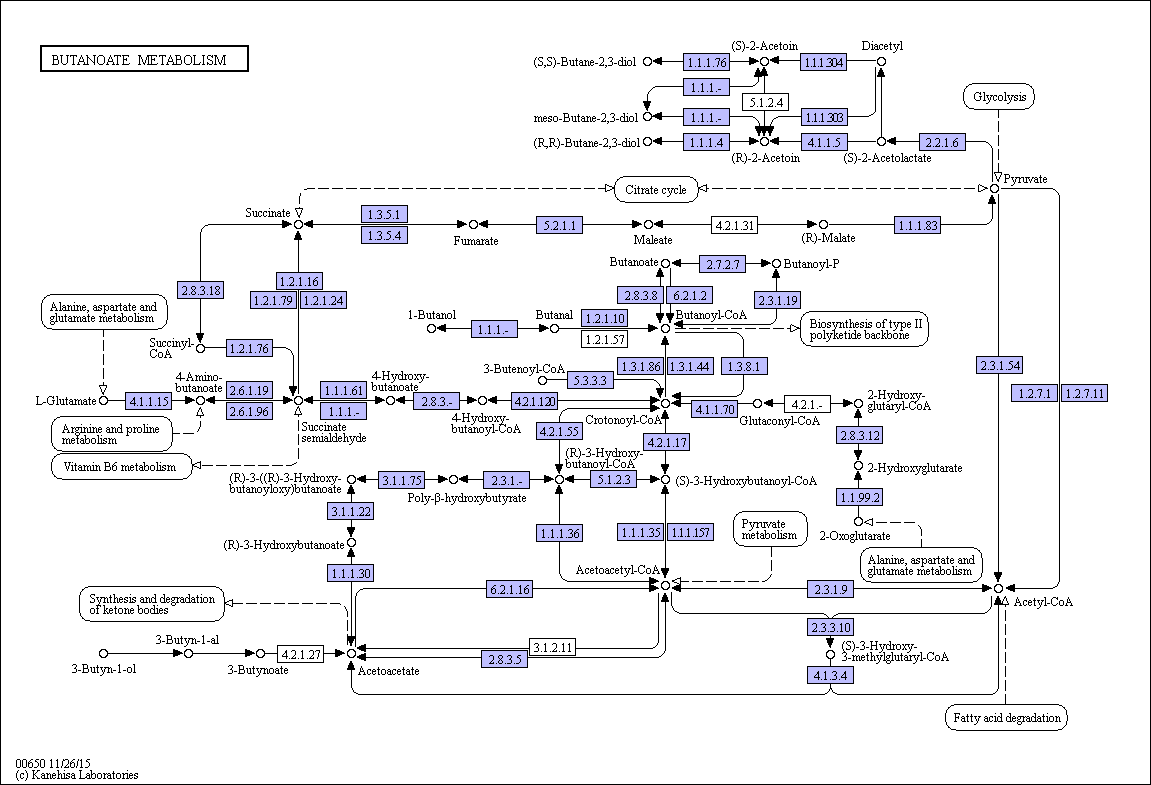 BUTANOATE METABOLISM
(S)-2-Acetoin
Diacetyl
(S,S)-Butane-2,3-diol
1.1.1.76
1.1.1.304
1.1.1.-
5.1.2.4
Glycolysis
meso-Butane-2,3-diol
1.1.1.-
1.1.1.303
(R,R)-Butane-2,3-diol
1.1.1.4
4.1.1.5
2.2.1.6
(R)-2-Acetoin
(S)-2-Acetolactate
Pyruvate
Citrate cycle
Succinate
1.3.5.1
1.3.5.4
Fumarate
5.2.1.1
Maleate
4.2.1.31
(R)-Malate
1.1.1.83
Butanoate
2.7.2.7
Butanoyl-P
2.8.3.18
1.2.1.16
1.2.1.79
1.2.1.24
2.8.3.8
6.2.1.2
2.3.1.19
Alanine, aspartate and
glutamate metabolism
1-Butanol
1.1.1.-
Butanal
1.2.1.10
1.2.1.57
Butanoyl-CoA
Biosynthesis of type II
polyketide backbone
Succinyl-
CoA
1.2.1.76
3-Butenoyl-CoA
5.3.3.3
1.3.1.86
1.3.1.44
1.3.8.1
2.3.1.54
1.2.7.1
1.2.7.11
L-Glutamate
4.1.1.15
4-Amino-
butanoate
2.6.1.19
2.6.1.96
1.1.1.61
1.1.1.-
4-Hydroxy-
butanoate
2.8.3.-
4-Hydroxy-
butanoyl-CoA
4.2.1.120
Crotonoyl-CoA
4.1.1.70
Glutaconyl-CoA
4.2.1.-
2-Hydroxy-
glutaryl-CoA
Arginine and proline
metabolism
Succinate
semialdehyde
Vitamin B6 metabolism
4.2.1.55
4.2.1.17
2.8.3.12
(R)-3-Hydroxy-
butanoyl-CoA
2-Hydroxyglutarate
(R)-3-((R)-3-Hydroxy-
butanoyloxy)butanoate
3.1.1.75
Poly-β-hydroxybutyrate
2.3.1.-
5.1.2.3
(S)-3-Hydroxybutanoyl-CoA
1.1.99.2
3.1.1.22
1.1.1.36
1.1.1.35
1.1.1.157
Pyruvate
metabolism
2-Oxoglutarate
(R)-3-Hydroxybutanoate
Alanine, aspartate and
glutamate metabolism
1.1.1.30
Acetoacetyl-CoA
6.2.1.16
2.3.1.9
Acetyl-CoA
Synthesis and degradation
of ketone bodies
2.3.3.10
3-Butyn-1-al
3-Butyn-1-ol
3-Butynoate
4.2.1.27
Acetoacetate
3.1.2.11
2.8.3.5
(S)-3-Hydroxy-
3-methylglutaryl-CoA
4.1.3.4
Fatty acid degradation
00650 11/26/15
(c) Kanehisa Laboratories